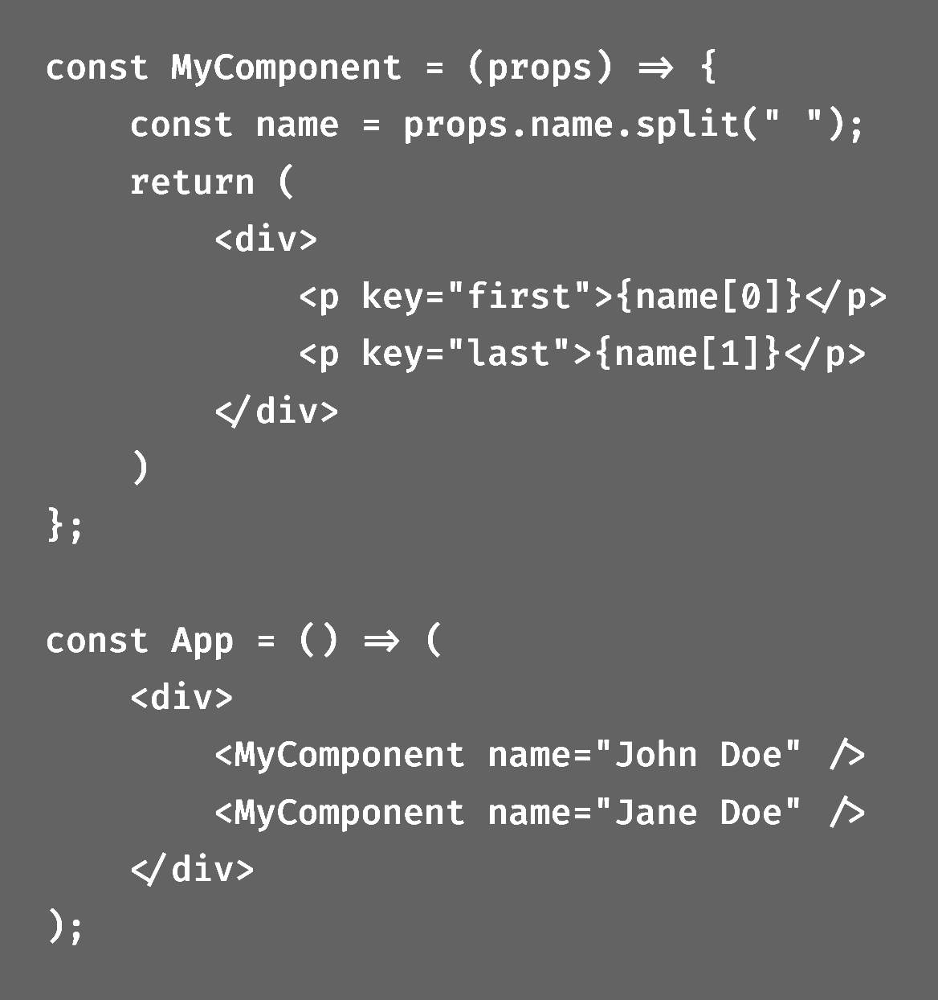 const MyComponent = (props) => {
    const name = props.name.split(" ");
    return (
        <div>
            <p key="first">{name[0]}</p>
            <p key="last">{name[1]}</p>
        </div>
    )
};

const App = () => (
    <div>
        <MyComponent name="John Doe" />
        <MyComponent name="Jane Doe" />
    </div>
);